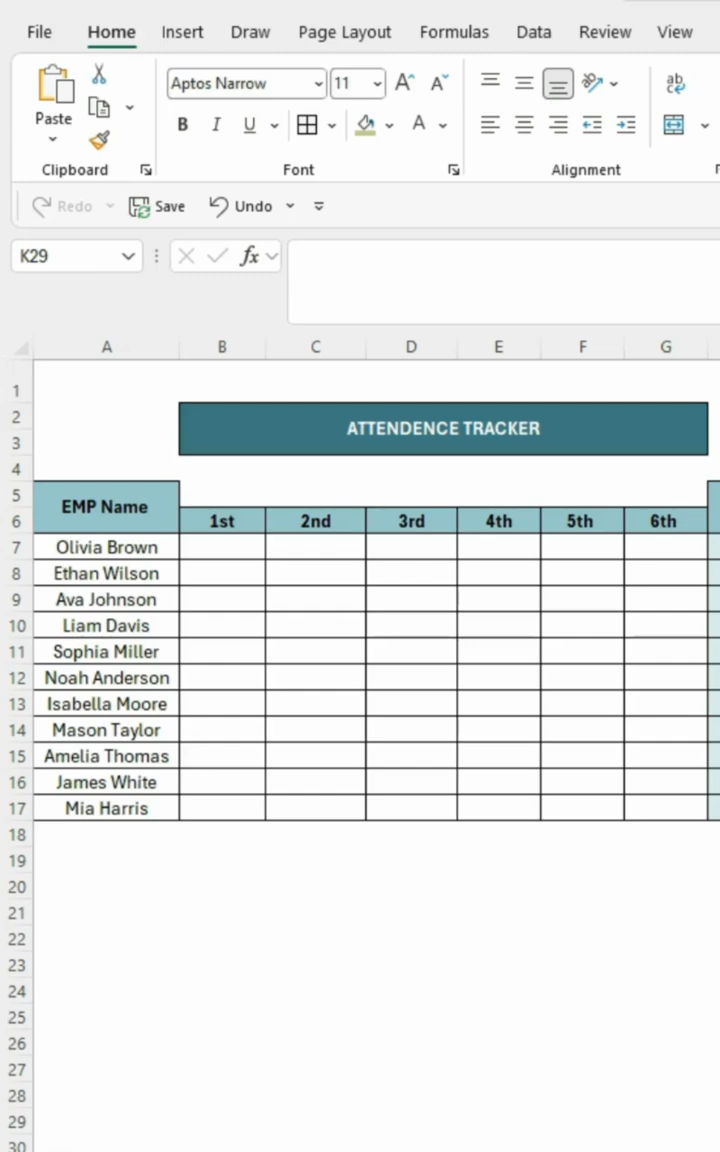 File Home Insert Draw Page Layout Formulas Data Review View
Aptos Narrow 11 A A ab c
Paste B I U A
Clipboard Font Alignment
Redo Save Undo
K29 fx
A B C D E F G
1
2 ATTENDENCE TRACKER
3
4
5 EMP Name
6 1st 2nd 3rd 4th 5th 6th
7 Olivia Brown
8 Ethan Wilson
9 Ava Johnson
10 Liam Davis
11 Sophia Miller
12 Noah Anderson
13 Isabella Moore
14 Mason Taylor
15 Amelia Thomas
16 James White
17 Mia Harris
18
19
20
21
22
23
24
25
26
27
28
29
30